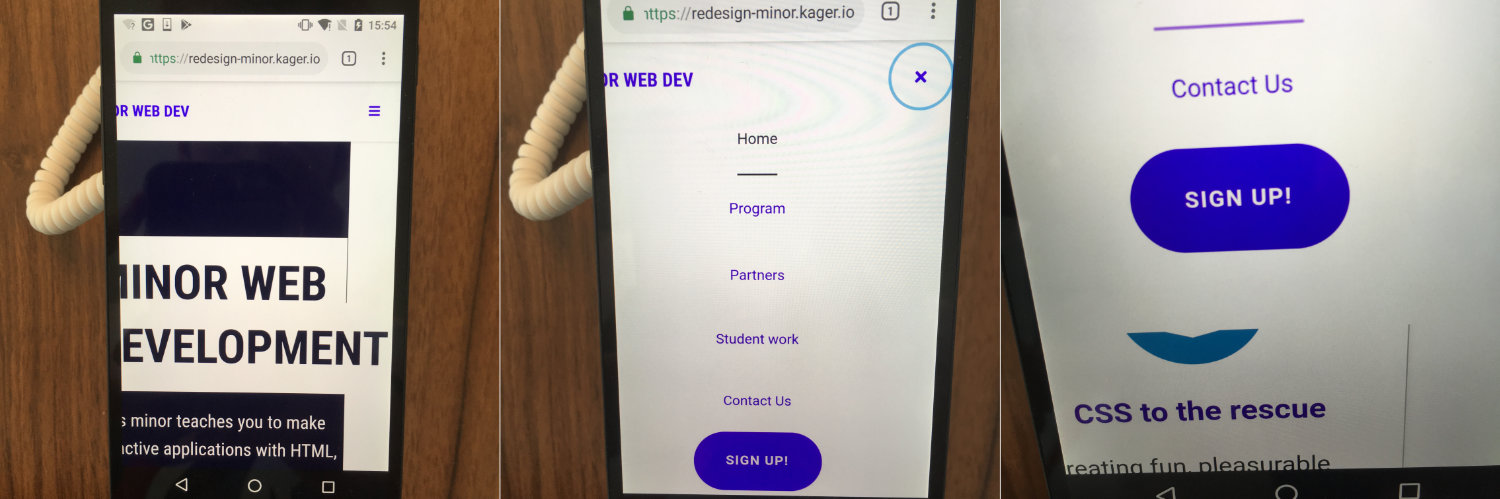 15:54
https://redesign-minor.kager.io
1
OR WEB DEV
MINOR WEB
EVELOPMENT
s minor teaches you to make
active applications with HTML,
https://redesign-minor.kager.io
1
OR WEB DEV
Home
Program
Partners
Student work
Contact Us
SIGN UP!
Contact Us
SIGN UP!
CSS to the rescue
reating fun, pleasurable